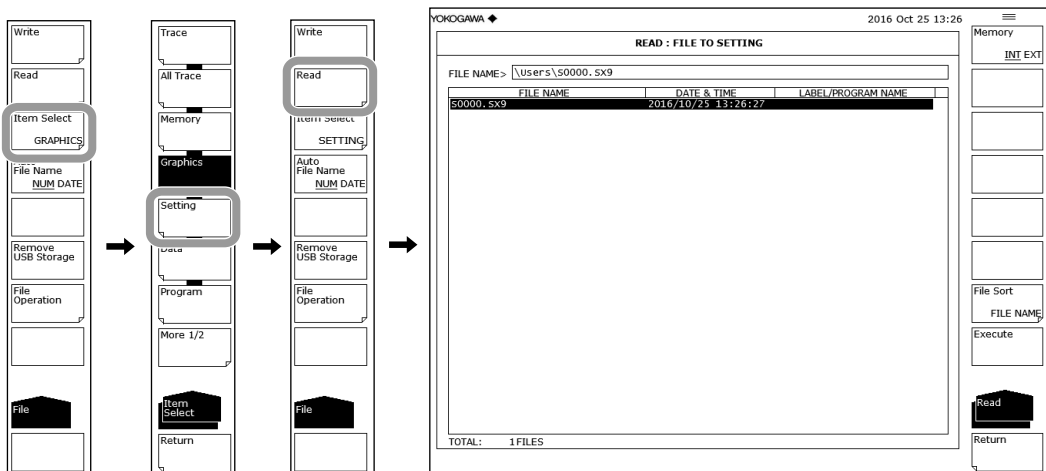 Write
Read
Item Select
GRAPHICS
Auto
File Name
NUM DATE
Remove
USB Storage
File
Operation
File
Trace
All Trace
Memory
Graphics
Setting
Data
Program
More 1/2
Item
Select
Return
Write
Read
Item Select
SETTING
Auto
File Name
NUM DATE
Remove
USB Storage
File
Operation
File
YOKOGAWA ◆
2016 Oct 25 13:26
READ : FILE TO SETTING
FILE NAME> \Users\S0000.SX9
FILE NAME DATE & TIME LABEL/PROGRAM NAME
S0000.SX9 2016/10/25 13:26:27
TOTAL: 1FILES
Memory
INT EXT
File Sort
FILE NAME
Execute
Read
Return